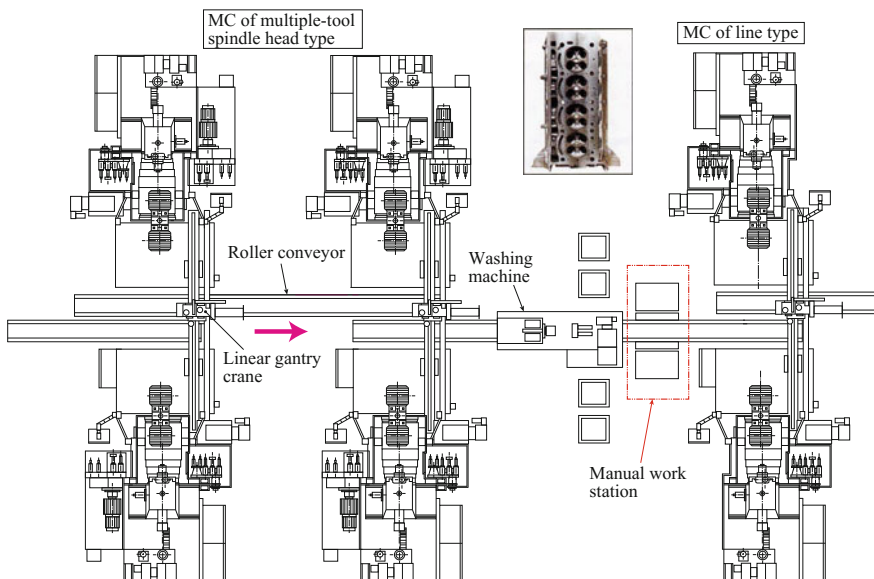 MC of multiple-tool
spindle head type
MC of line type
Roller conveyor
Washing
machine
Linear gantry
crane
Manual work
station